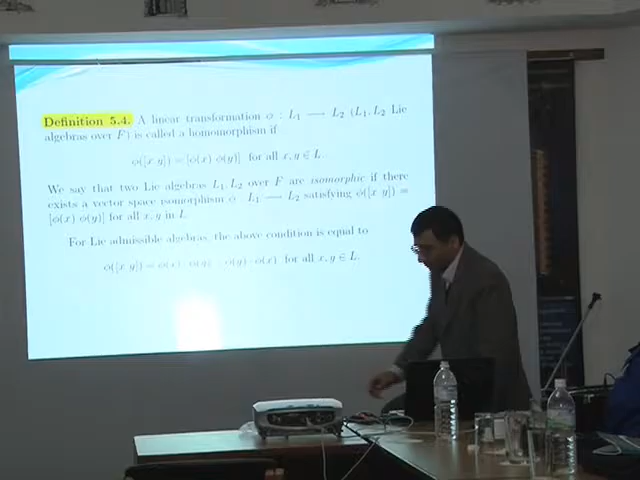 Definition 5.4. A linear transformation ϕ : L₁ ⟶ L₂ (L₁, L₂ Lie
algebras over F) is called a homomorphism if
ϕ([x y]) = [ϕ(x) ϕ(y)] for all x, y ∈ L.
We say that two Lie algebras L₁, L₂ over F are isomorphic if there
exists a vector space isomorphism ϕ L₁ ⟶ L₂ satisfying ϕ([x y]) =
[ϕ(x) ϕ(y)] for all x, y in L
For Lie admissible algebras, the above condition is equal to
ϕ([x y]) = ϕ(x) · ϕ(y) - ϕ(y) · ϕ(x) for all x, y ∈ L.